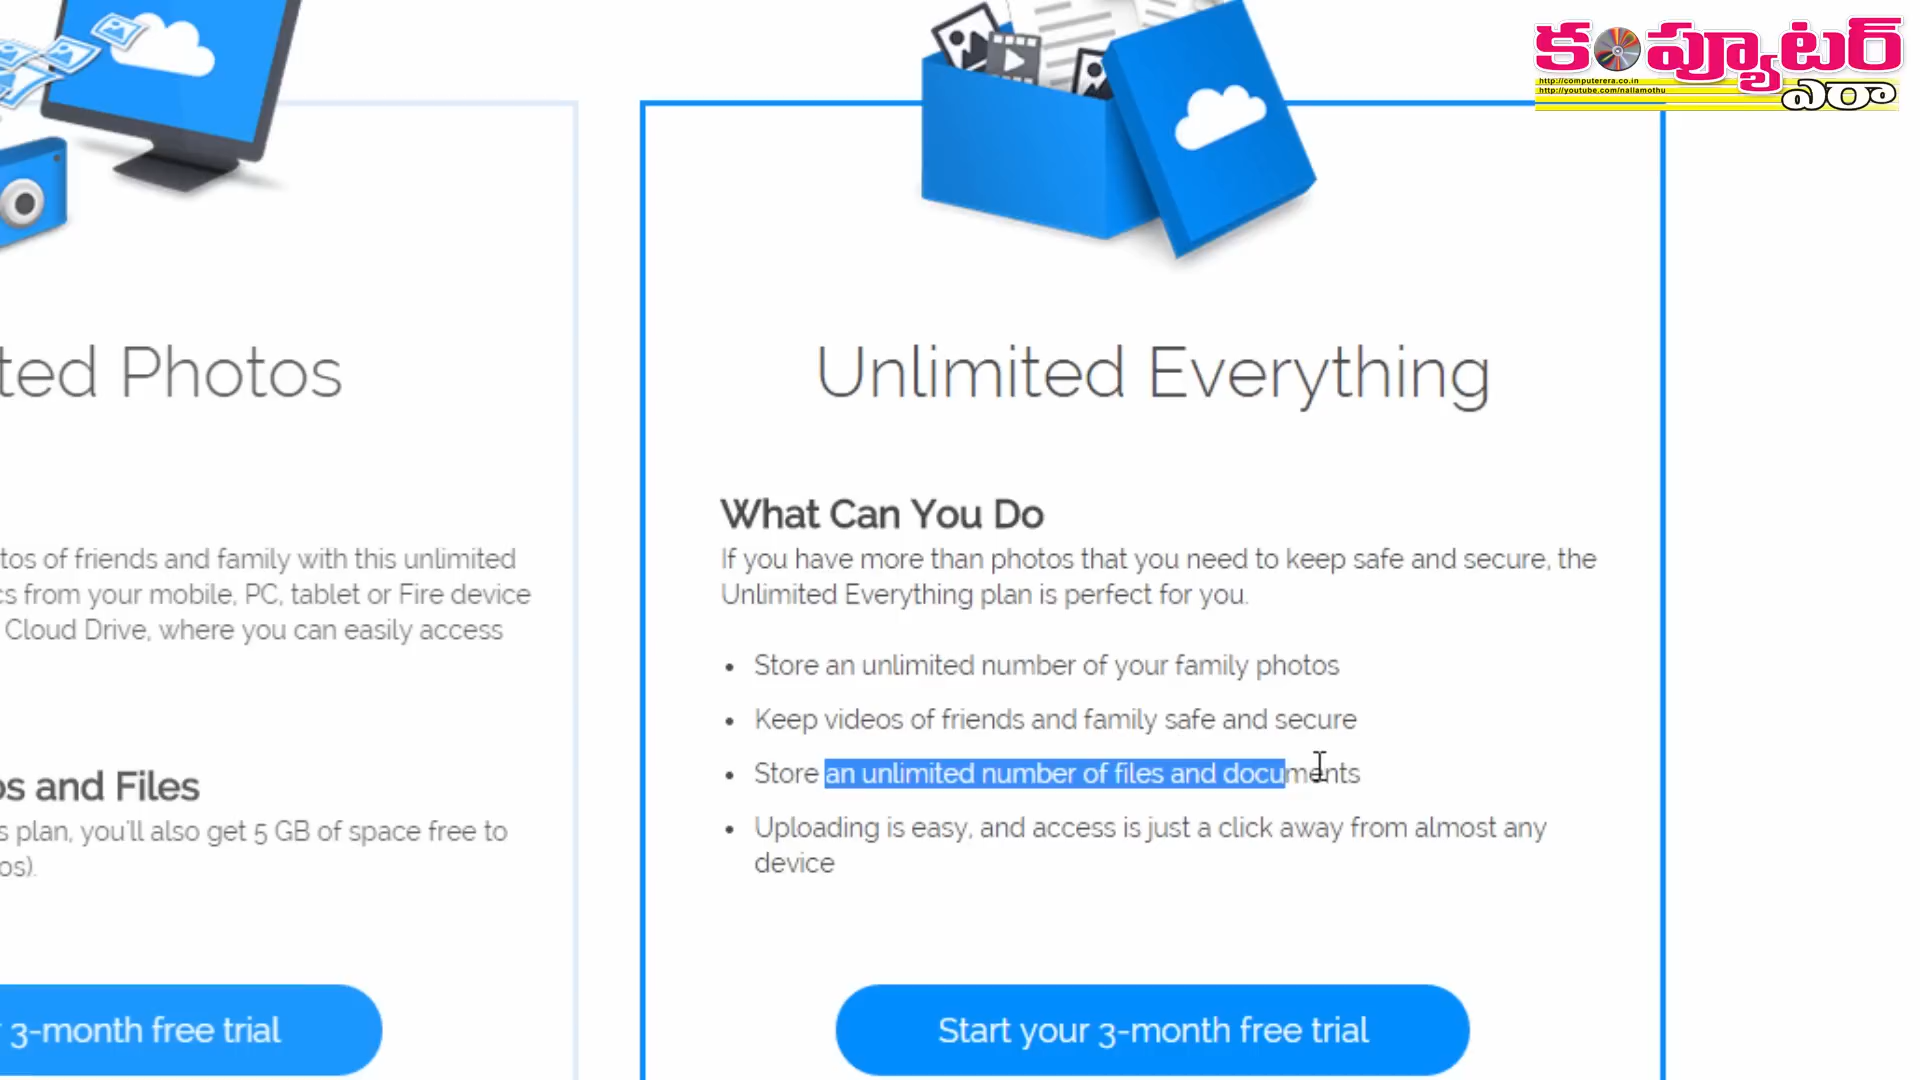 కంప్యూటర్
http://computerera.co.in
http://youtube.com/nallamothu
ఎరా
ted Photos
tos of friends and family with this unlimited
cs from your mobile, PC, tablet or Fire device
Cloud Drive, where you can easily access
os and Files
s plan, you'll also get 5 GB of space free to
os).
3-month free trial
Unlimited Everything
What Can You Do
If you have more than photos that you need to keep safe and secure, the
Unlimited Everything plan is perfect for you.
• Store an unlimited number of your family photos
• Keep videos of friends and family safe and secure
• Store an unlimited number of files and documents
• Uploading is easy, and access is just a click away from almost any
device
Start your 3-month free trial